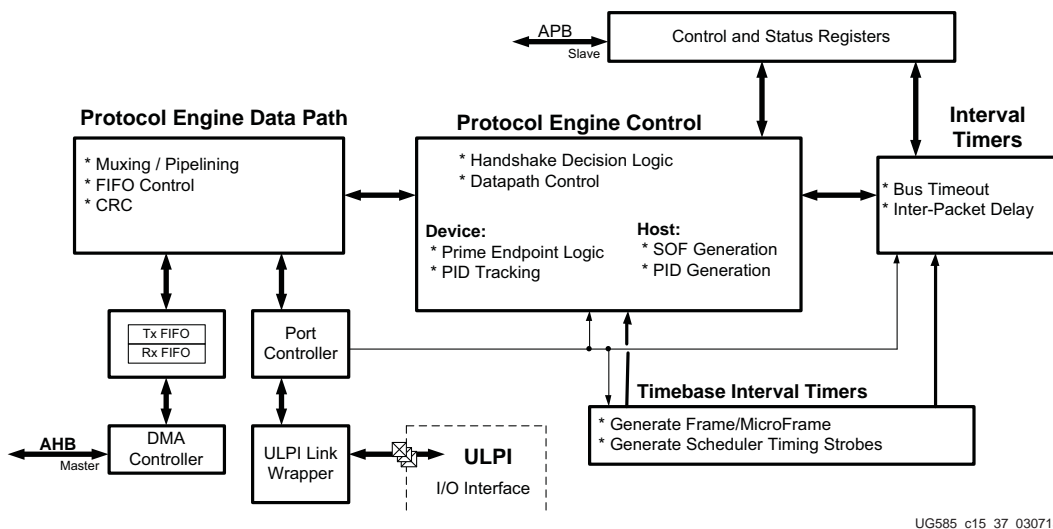 APB
Slave
Control and Status Registers
Protocol Engine Data Path
* Muxing / Pipelining
* FIFO Control
* CRC
Protocol Engine Control
* Handshake Decision Logic
* Datapath Control
Device:
* Prime Endpoint Logic
* PID Tracking
Host:
* SOF Generation
* PID Generation
Interval
Timers
* Bus Timeout
* Inter-Packet Delay
Tx FIFO
Rx FIFO
Port
Controller
Timebase Interval Timers
* Generate Frame/MicroFrame
* Generate Scheduler Timing Strobes
AHB
Master
DMA
Controller
ULPI Link
Wrapper
ULPI
I/O Interface
UG585_c15_37_03071